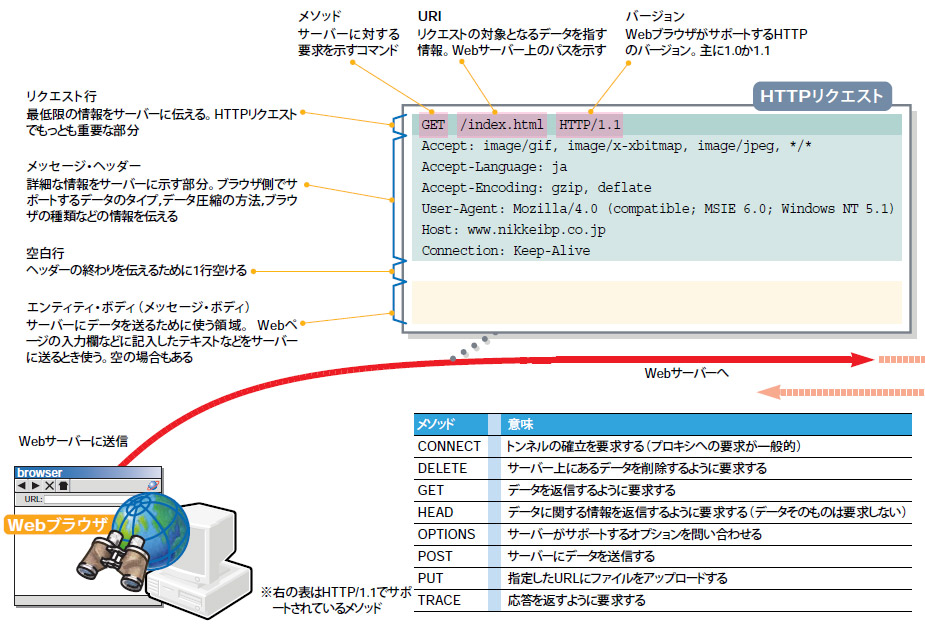 メソッド
サーバーに対する
要求を示すコマンド
URI
リクエストの対象となるデータを指す
情報。Webサーバー上のパスを示す
バージョン
WebブラウザがサポートするHTTP
のバージョン。主に1.0か1.1
HTTPリクエスト
リクエスト行
最低限の情報をサーバーに伝える。HTTPリクエスト
でもっとも重要な部分
メッセージ・ヘッダー
詳細な情報をサーバーに示す部分。ブラウザ側でサ
ポートするデータのタイプ,データ圧縮の方法,ブラウ
ザの種類などの情報を伝える
空白行
ヘッダーの終わりを伝えるために1行空ける
エンティティ・ボディ(メッセージ・ボディ)
サーバーにデータを送るために使う領域。 Webペ
ージの入力欄などに記入したテキストなどをサーバー
に送るとき使う。空の場合もある
GET /index.html HTTP/1.1
Accept: image/gif, image/x-xbitmap, image/jpeg, */*
Accept-Language: ja
Accept-Encoding: gzip, deflate
User-Agent: Mozilla/4.0 (compatible; MSIE 6.0; Windows NT 5.1)
Host: www.nikkeibp.co.jp
Connection: Keep-Alive
Webサーバーへ
Webサーバーに送信
browser
URL:
Webブラウザ
※右の表はHTTP/1.1でサポ
ートされているメソッド
メソッド 意味
CONNECT トンネルの確立を要求する(プロキシへの要求が一般的)
DELETE サーバー上にあるデータを削除するように要求する
GET データを返信するように要求する
HEAD データに関する情報を返信するように要求する(データそのものは要求しない)
OPTIONS サーバーがサポートするオプションを問い合わせる
POST サーバーにデータを送信する
PUT 指定したURLにファイルをアップロードする
TRACE 応答を返すように要求する